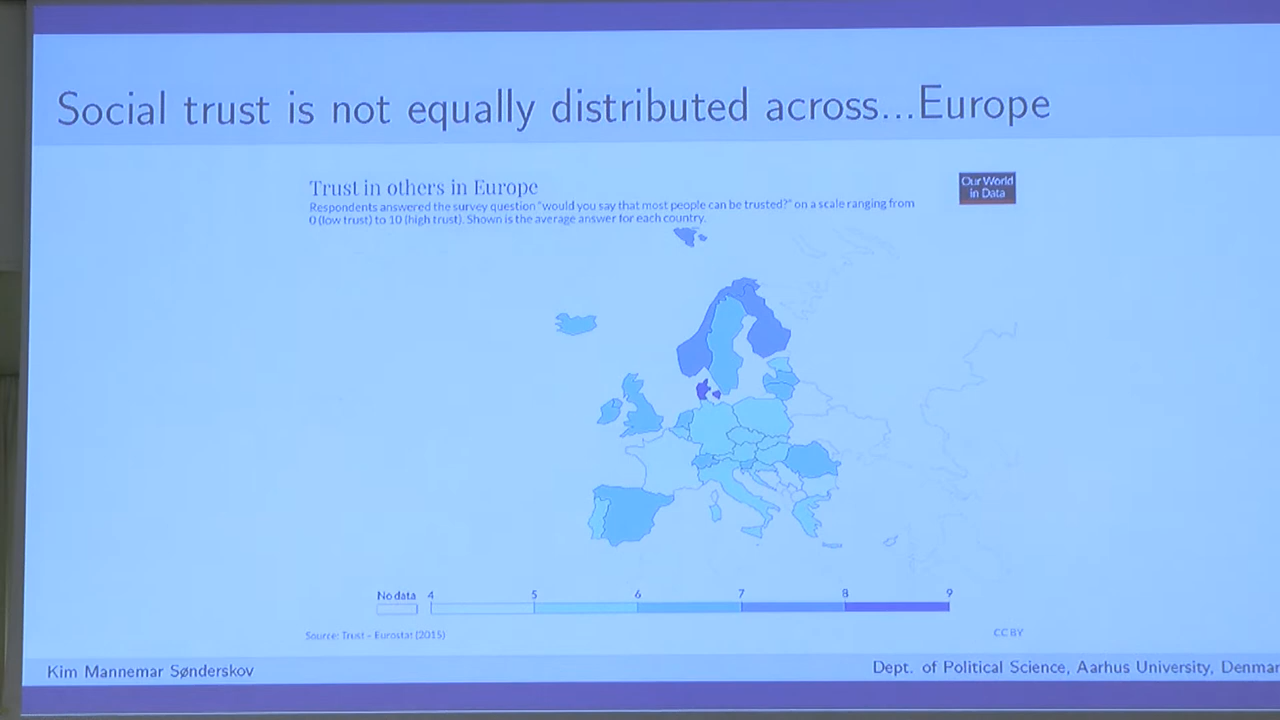 Social trust is not equally distributed across...Europe
Trust in others in Europe
Respondents answered the survey question "would you say that most people can be trusted?" on a scale ranging from
0 (low trust) to 10 (high trust). Shown is the average answer for each country.
Our World
in Data
No data 4 5 6 7 8 9
Source: Trust – Eurostat (2015)
CC BY
Kim Mannemar Sønderskov
Dept. of Political Science, Aarhus University, Denmar